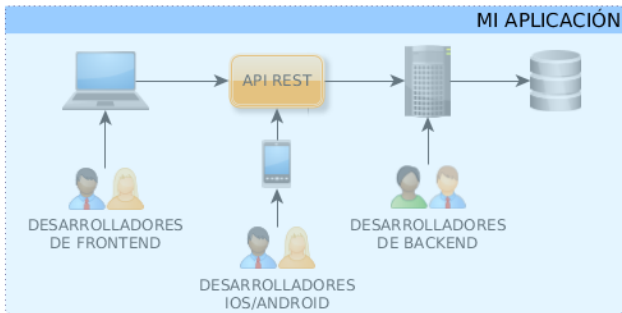 MI APLICACIÓN
API REST
DESARROLLADORES
DE FRONTEND
DESARROLLADORES
IOS/ANDROID
DESARROLLADORES
DE BACKEND